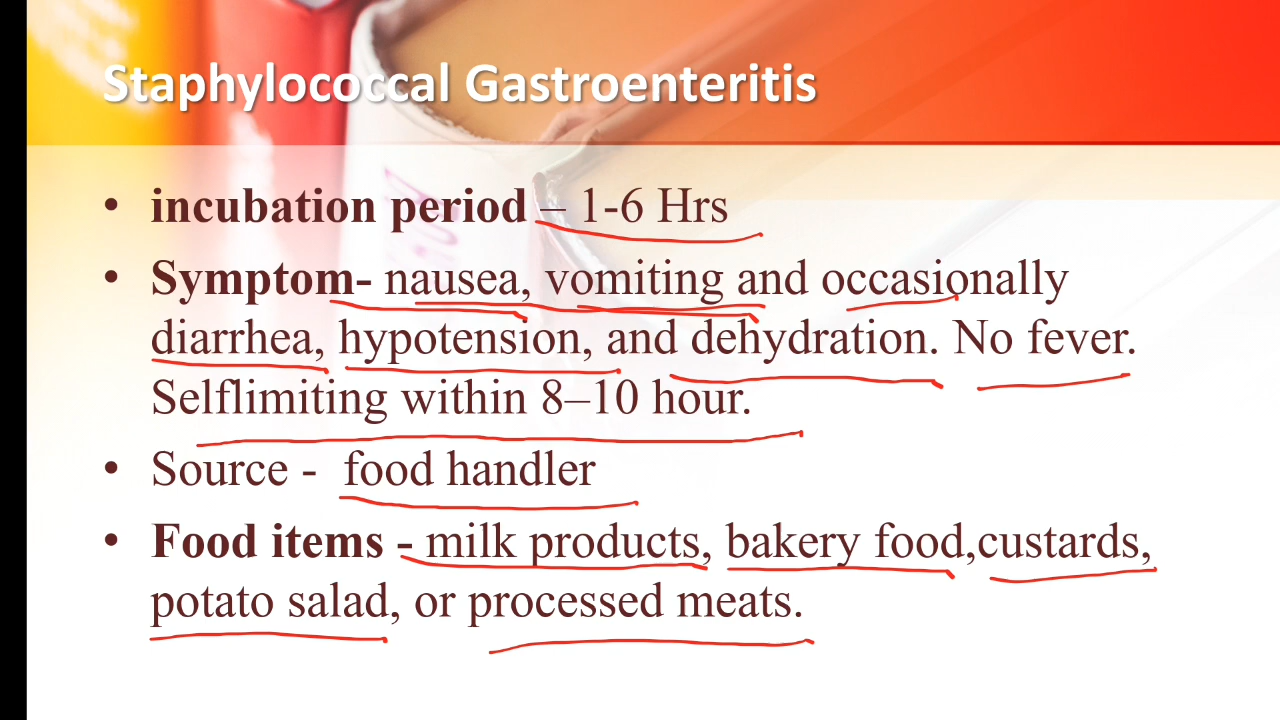 Staphylococcal Gastroenteritis
• incubation period – 1-6 Hrs
• Symptom- nausea, vomiting and occasionally
diarrhea, hypotension, and dehydration. No fever.
Selflimiting within 8–10 hour.
• Source - food handler
• Food items - milk products, bakery food,custards,
potato salad, or processed meats.